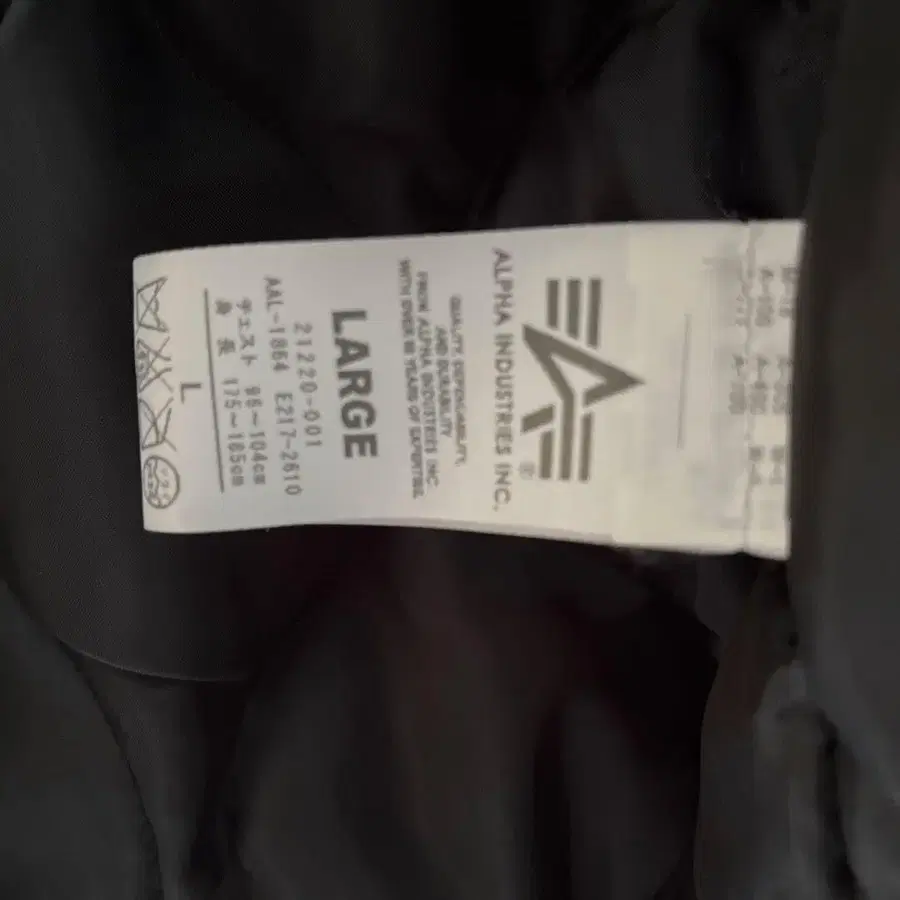 ALPHA INDUSTRIES INC.
QUALITY, DEPENDABILITY,
AND DURABILITY
FROM ALPHA INDUSTRIES INC.
WITH OVER YEARS OF EXPERTISE.
LARGE
21220-001
AAL-1864 E217-2610
チェスト 96~104cm
身長 175~185cm
L